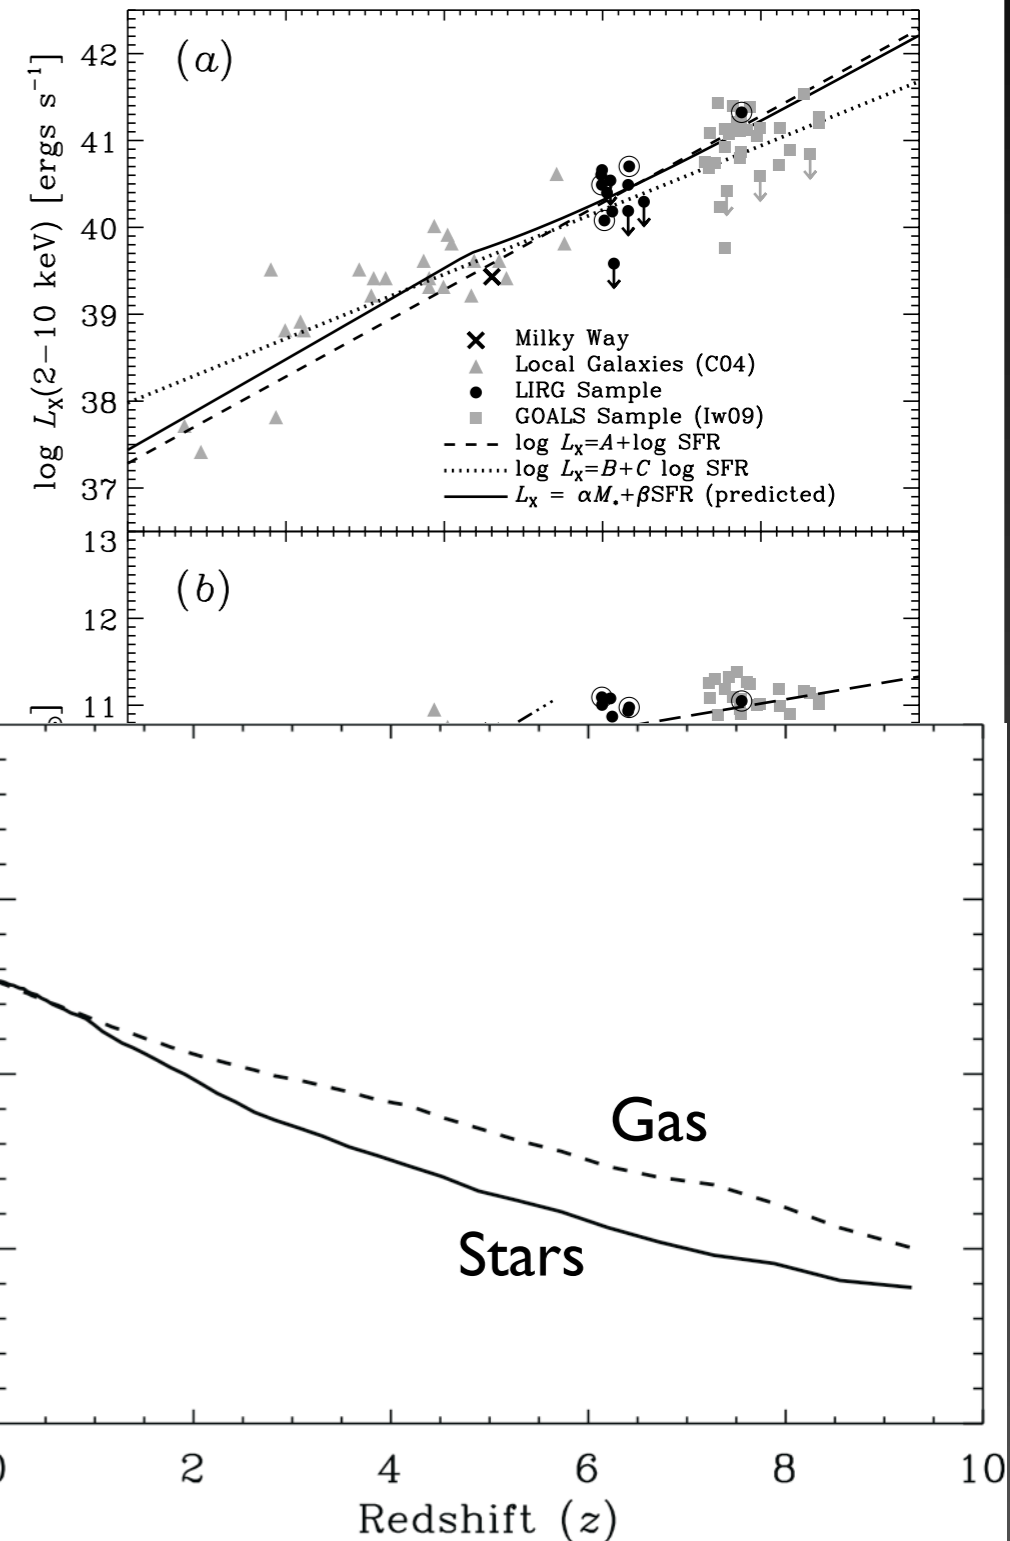 42
(a)
41
40
39
38
37
log L_X(2−10 keV) [ergs s⁻¹]
Milky Way
Local Galaxies (C04)
LIRG Sample
GOALS Sample (Iw09)
log L_X=A+log SFR
log L_X=B+C log SFR
L_X = αM⋆+βSFR (predicted)
13
(b)
12
11
Gas
Stars
2
4
6
8
10
Redshift (z)